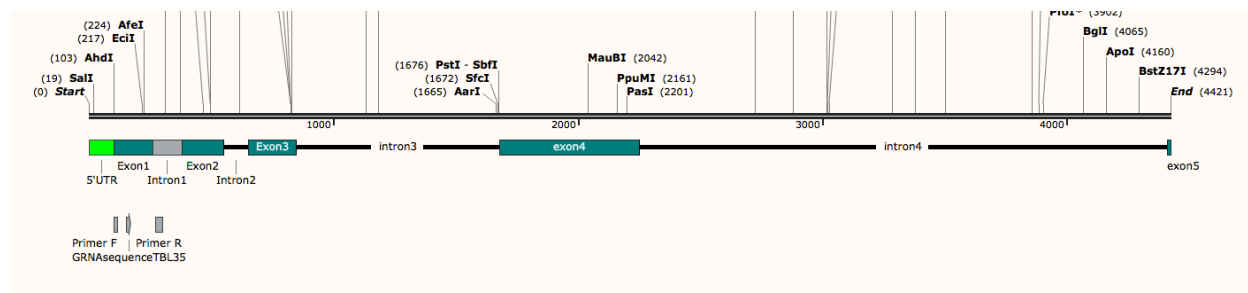 ProI* (3902)
(224) AfeI
BglI (4065)
(217) EciI
ApoI (4160)
(103) AhdI
(1676) PstI - SbfI
MauBI (2042)
BstZ17I (4294)
(19) SalI
(1672) SfcI
PpuMI (2161)
(0) Start
(1665) AarI
PasI (2201)
End (4421)
1000 2000 3000 4000
Exon3 intron3 exon4 intron4
Exon1 Exon2 exon5
5'UTR Intron1 Intron2
Primer F Primer R
GRNAsequenceTBL35